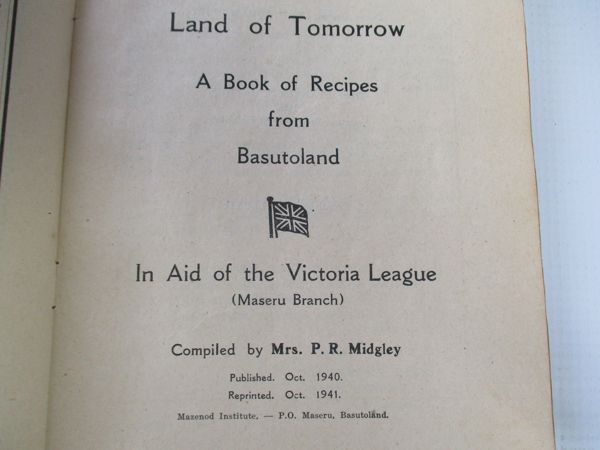 Land of Tomorrow
A Book of Recipes
from
Basutoland
In Aid of the Victoria League
(Maseru Branch)
Compiled by Mrs. P. R. Midgley
Published. Oct. 1940.
Reprinted. Oct. 1941.
Mazenod Institute, — P.O. Maseru, Basutoland.